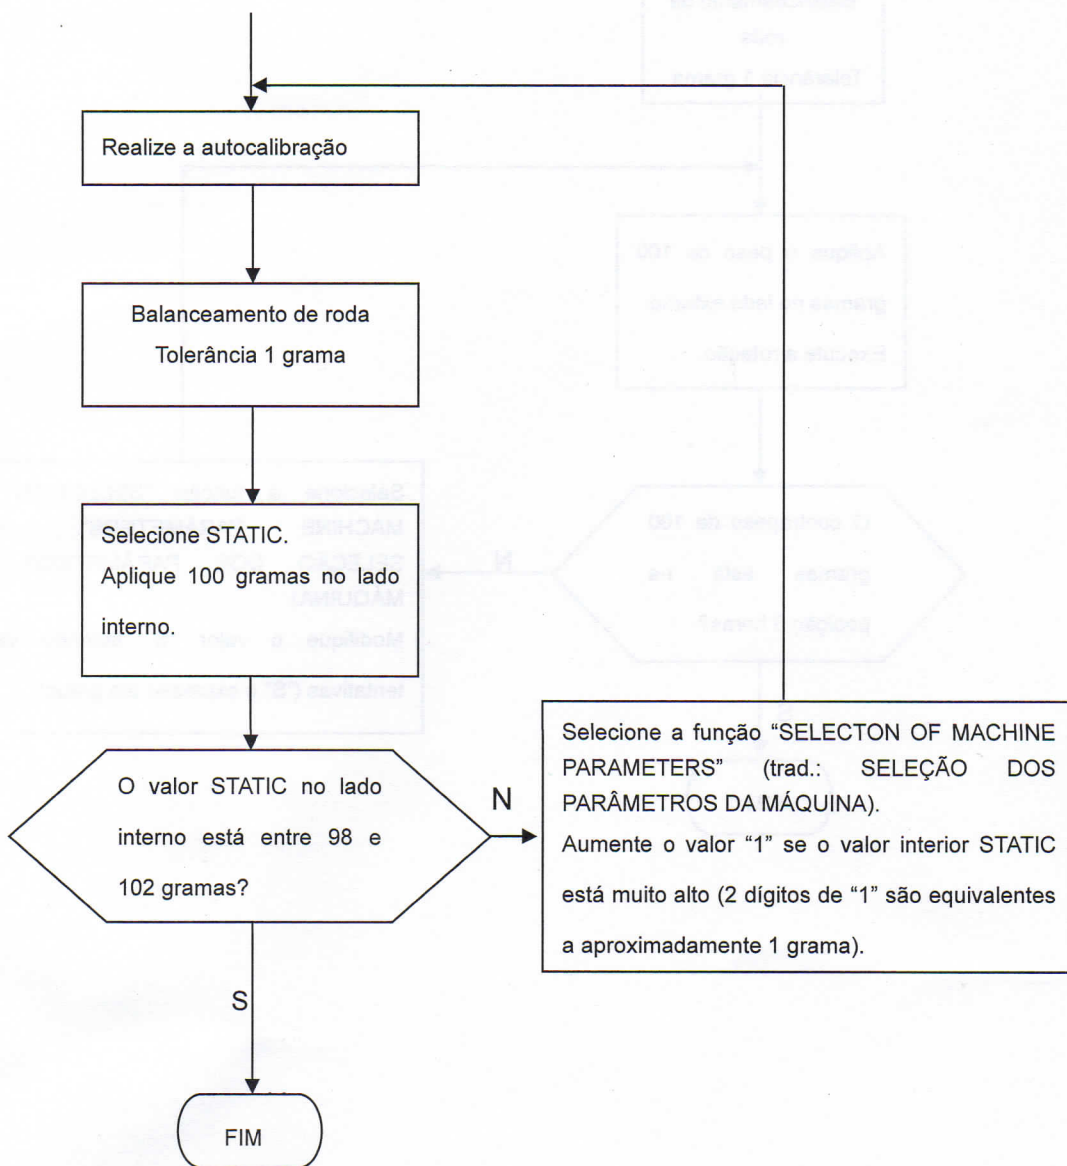 Realize a autocalibração
Balanceamento de roda
Tolerância 1 grama
Selecione STATIC.
Aplique 100 gramas no lado
interno.
O valor STATIC no lado
interno está entre 98 e
102 gramas?
N
Selecione a função “SELECTON OF MACHINE
PARAMETERS” (trad.: SELEÇÃO DOS
PARÂMETROS DA MÁQUINA).
Aumente o valor “1” se o valor interior STATIC
está muito alto (2 dígitos de “1” são equivalentes
a aproximadamente 1 grama).
S
FIM